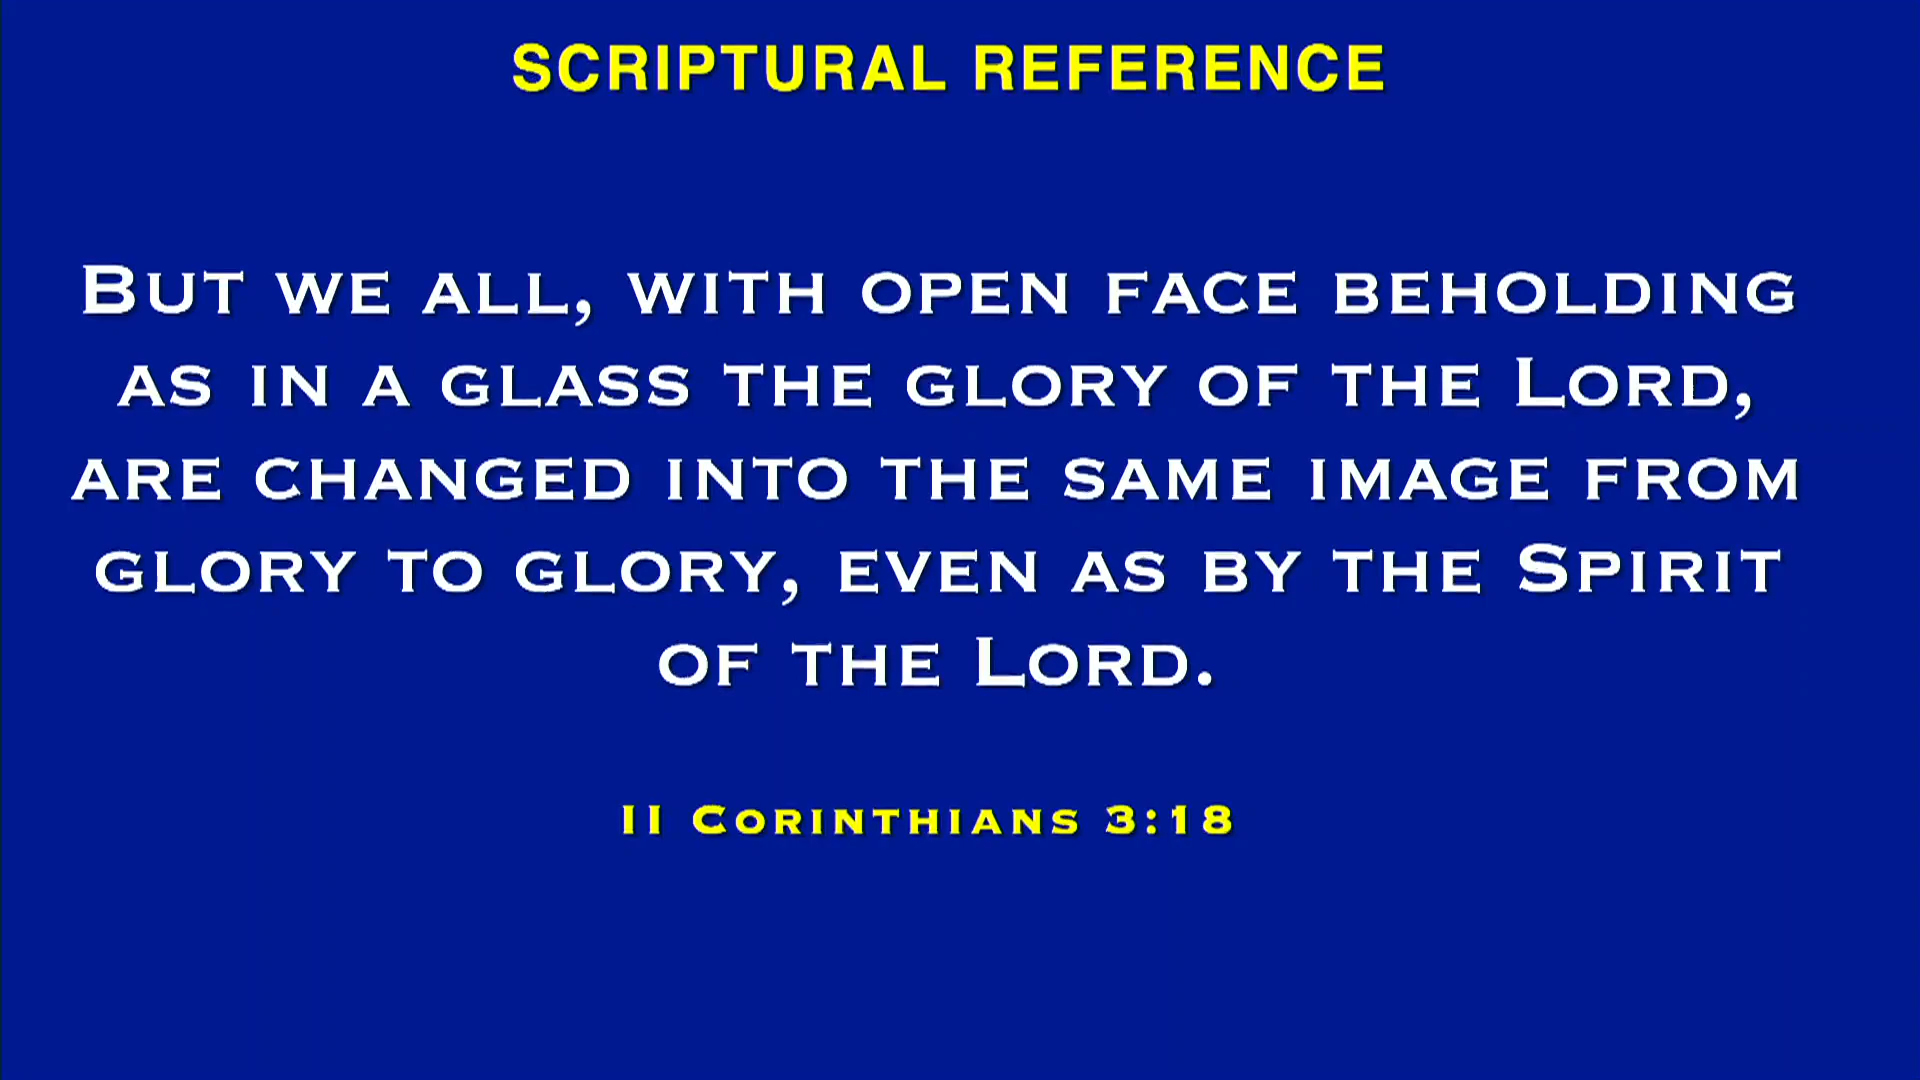 SCRIPTURAL REFERENCE
But we all, with open face beholding
as in a glass the glory of the Lord,
are changed into the same image from
glory to glory, even as by the Spirit
of the Lord.
II Corinthians 3:18